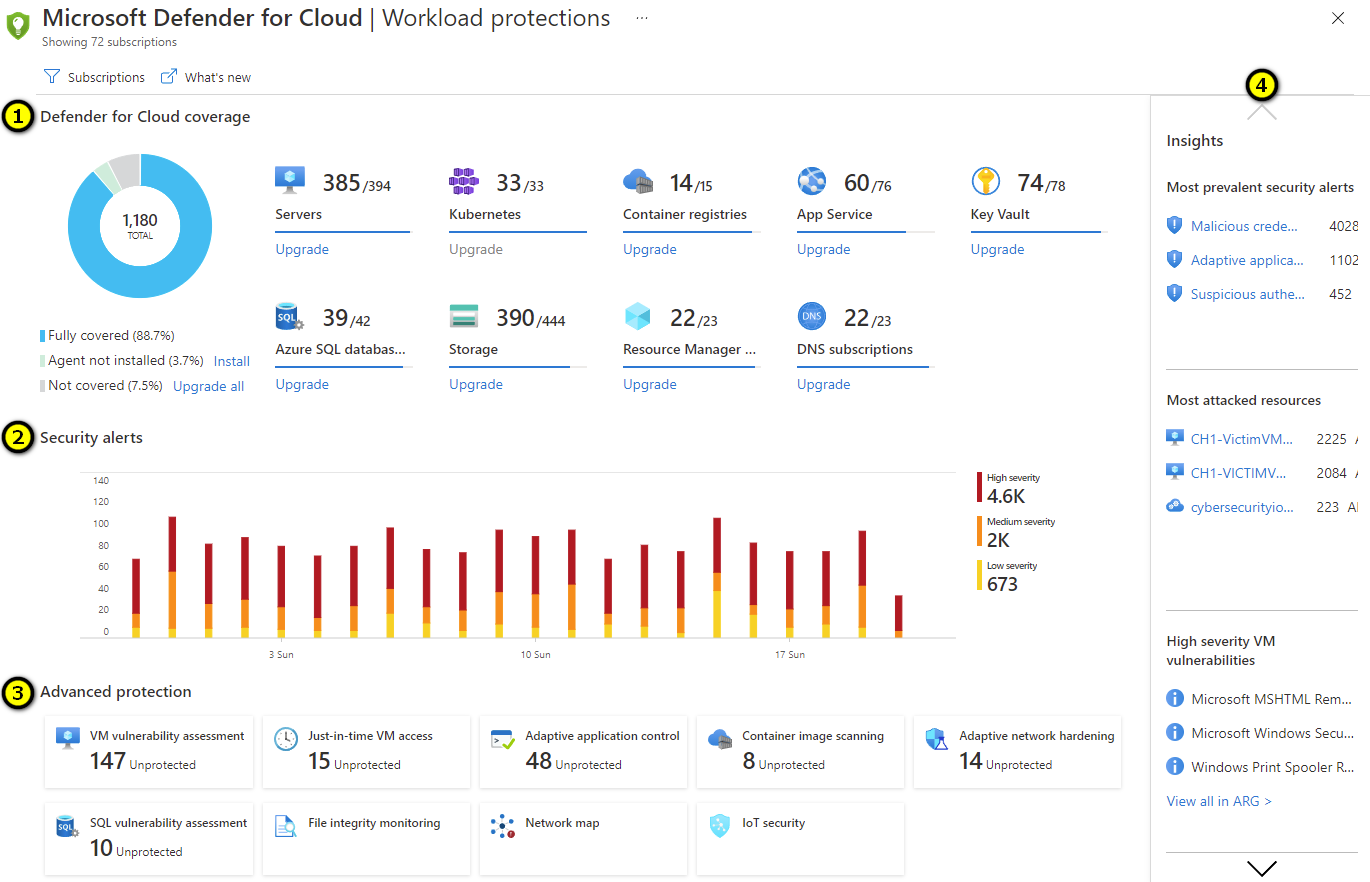 Microsoft Defender for Cloud | Workload protections ...
Showing 72 subscriptions
Subscriptions What's new
1 Defender for Cloud coverage
1,180
TOTAL
Fully covered (88.7%)
Agent not installed (3.7%) Install
Not covered (7.5%) Upgrade all
385/394
Servers
Upgrade
33/33
Kubernetes
Upgrade
14/15
Container registries
Upgrade
60/76
App Service
Upgrade
74/78
Key Vault
Upgrade
SQL
39/42
Azure SQL databas...
Upgrade
390/444
Storage
Upgrade
22/23
Resource Manager ...
Upgrade
DNS
22/23
DNS subscriptions
Upgrade
2 Security alerts
140
120
100
80
60
40
20
0
3 Sun 10 Sun 17 Sun
High severity
4.6K
Medium severity
2K
Low severity
673
3 Advanced protection
VM vulnerability assessment
147 Unprotected
Just-in-time VM access
15 Unprotected
Adaptive application control
48 Unprotected
Container image scanning
8 Unprotected
Adaptive network hardening
14 Unprotected
SQL
SQL vulnerability assessment
10 Unprotected
File integrity monitoring
Network map
IoT security
4
Insights
Most prevalent security alerts
Malicious crede... 4028
Adaptive applica... 1102
Suspicious authe... 452
Most attacked resources
CH1-VictimVM... 2225
CH1-VICTIMV... 2084
cybersecurityio... 223
High severity VM
vulnerabilities
Microsoft MSHTML Rem...
Microsoft Windows Secu...
Windows Print Spooler R...
View all in ARG >